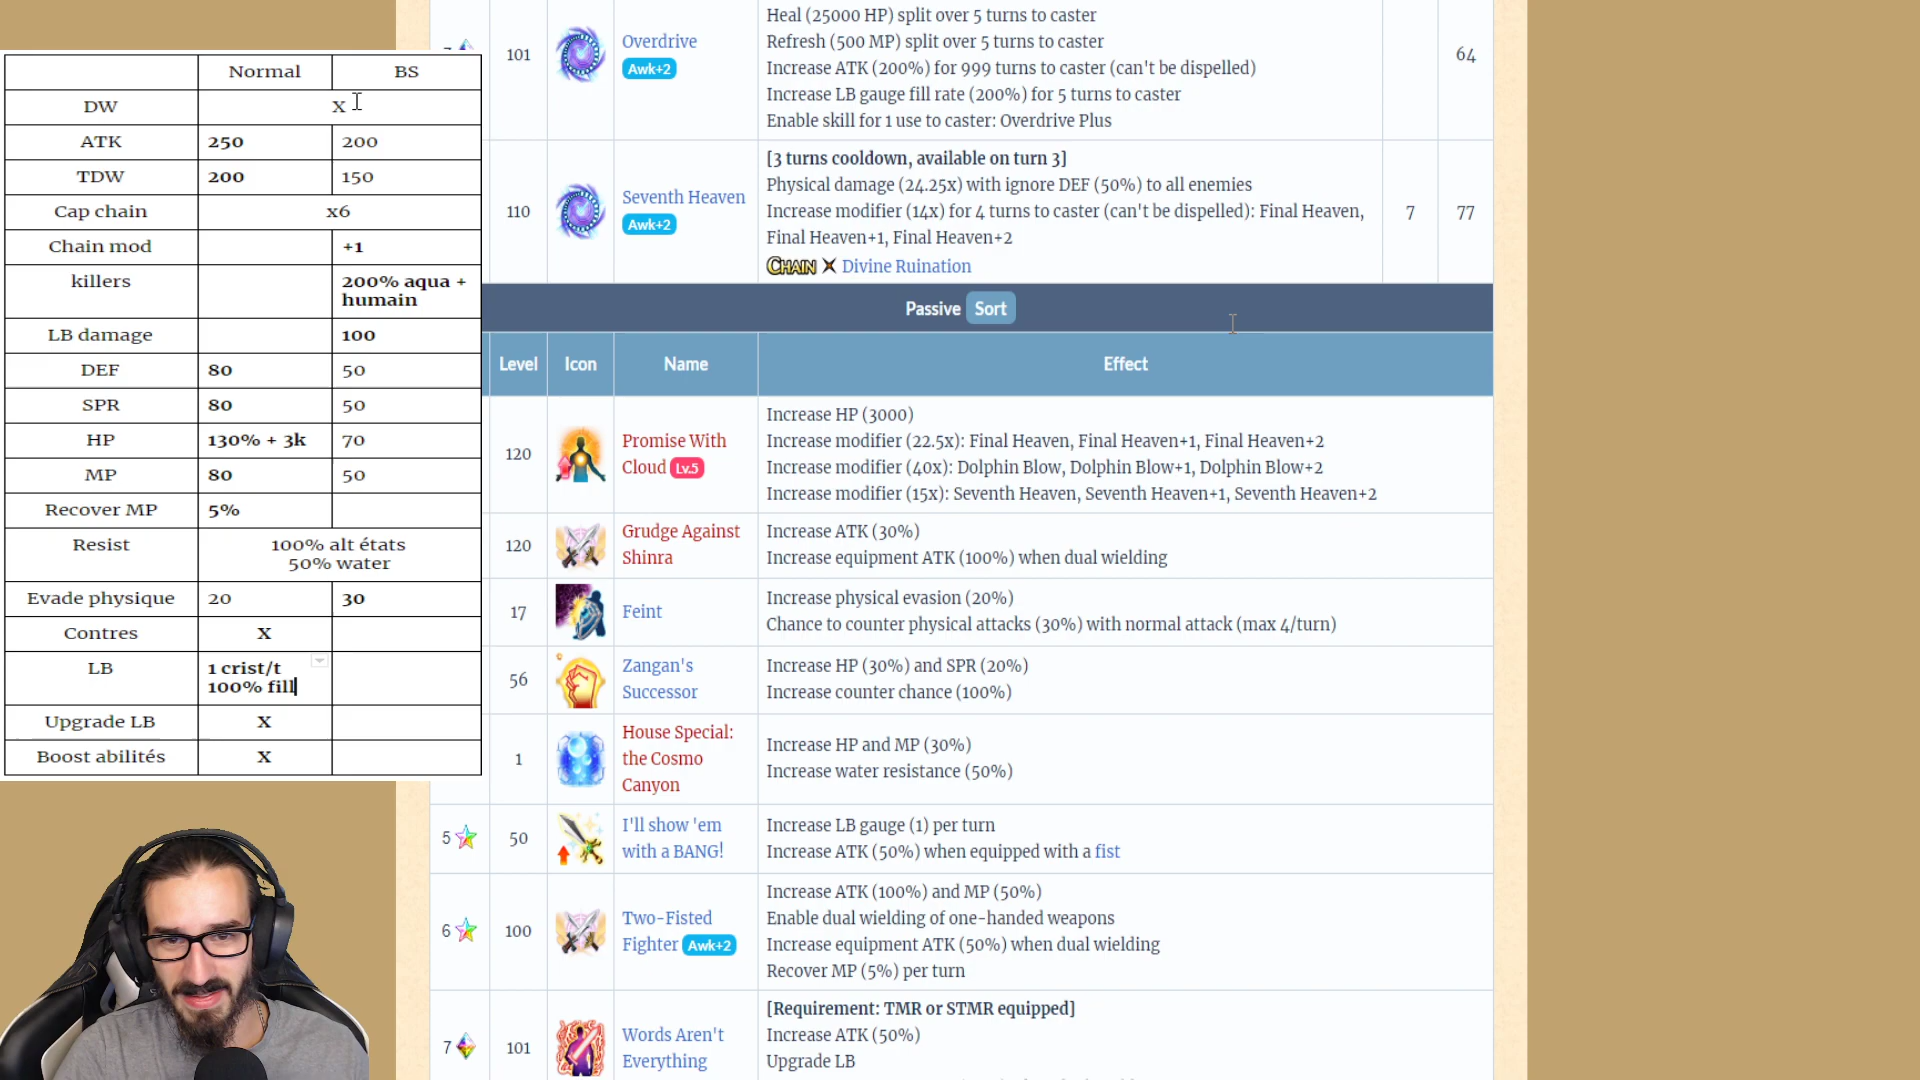 Normal BS
DW X
ATK 250 200
TDW 200 150
Cap chain x6
Chain mod +1
killers 200% aqua +
humain
LB damage 100
DEF 80 50
SPR 80 50
HP 130% + 3k 70
MP 80 50
Recover MP 5%
Resist 100% alt états
50% water
Evade physique 20 30
Contres X
LB 1 crist/t
100% fill
Upgrade LB X
Boost abilités X
101 Overdrive Awk+2 64
Heal (25000 HP) split over 5 turns to caster
Refresh (500 MP) split over 5 turns to caster
Increase ATK (200%) for 999 turns to caster (can't be dispelled)
Increase LB gauge fill rate (200%) for 5 turns to caster
Enable skill for 1 use to caster: Overdrive Plus
110 Seventh Heaven Awk+2 7 77
[3 turns cooldown, available on turn 3]
Physical damage (24.25x) with ignore DEF (50%) to all enemies
Increase modifier (14x) for 4 turns to caster (can't be dispelled): Final Heaven,
Final Heaven+1, Final Heaven+2
CHAIN Divine Ruination
Passive Sort
Level Icon Name Effect
120 Promise With
Cloud Lv.5
Increase HP (3000)
Increase modifier (22.5x): Final Heaven, Final Heaven+1, Final Heaven+2
Increase modifier (40x): Dolphin Blow, Dolphin Blow+1, Dolphin Blow+2
Increase modifier (15x): Seventh Heaven, Seventh Heaven+1, Seventh Heaven+2
120 Grudge Against
Shinra
Increase ATK (30%)
Increase equipment ATK (100%) when dual wielding
17 Feint
Increase physical evasion (20%)
Chance to counter physical attacks (30%) with normal attack (max 4/turn)
56 Zangan's
Successor
Increase HP (30%) and SPR (20%)
Increase counter chance (100%)
1 House Special:
the Cosmo
Canyon
Increase HP and MP (30%)
Increase water resistance (50%)
5 50 I'll show 'em
with a BANG!
Increase LB gauge (1) per turn
Increase ATK (50%) when equipped with a fist
6 100 Two-Fisted
Fighter Awk+2
Increase ATK (100%) and MP (50%)
Enable dual wielding of one-handed weapons
Increase equipment ATK (50%) when dual wielding
Recover MP (5%) per turn
7 101 Words Aren't
Everything
[Requirement: TMR or STMR equipped]
Increase ATK (50%)
Upgrade LB